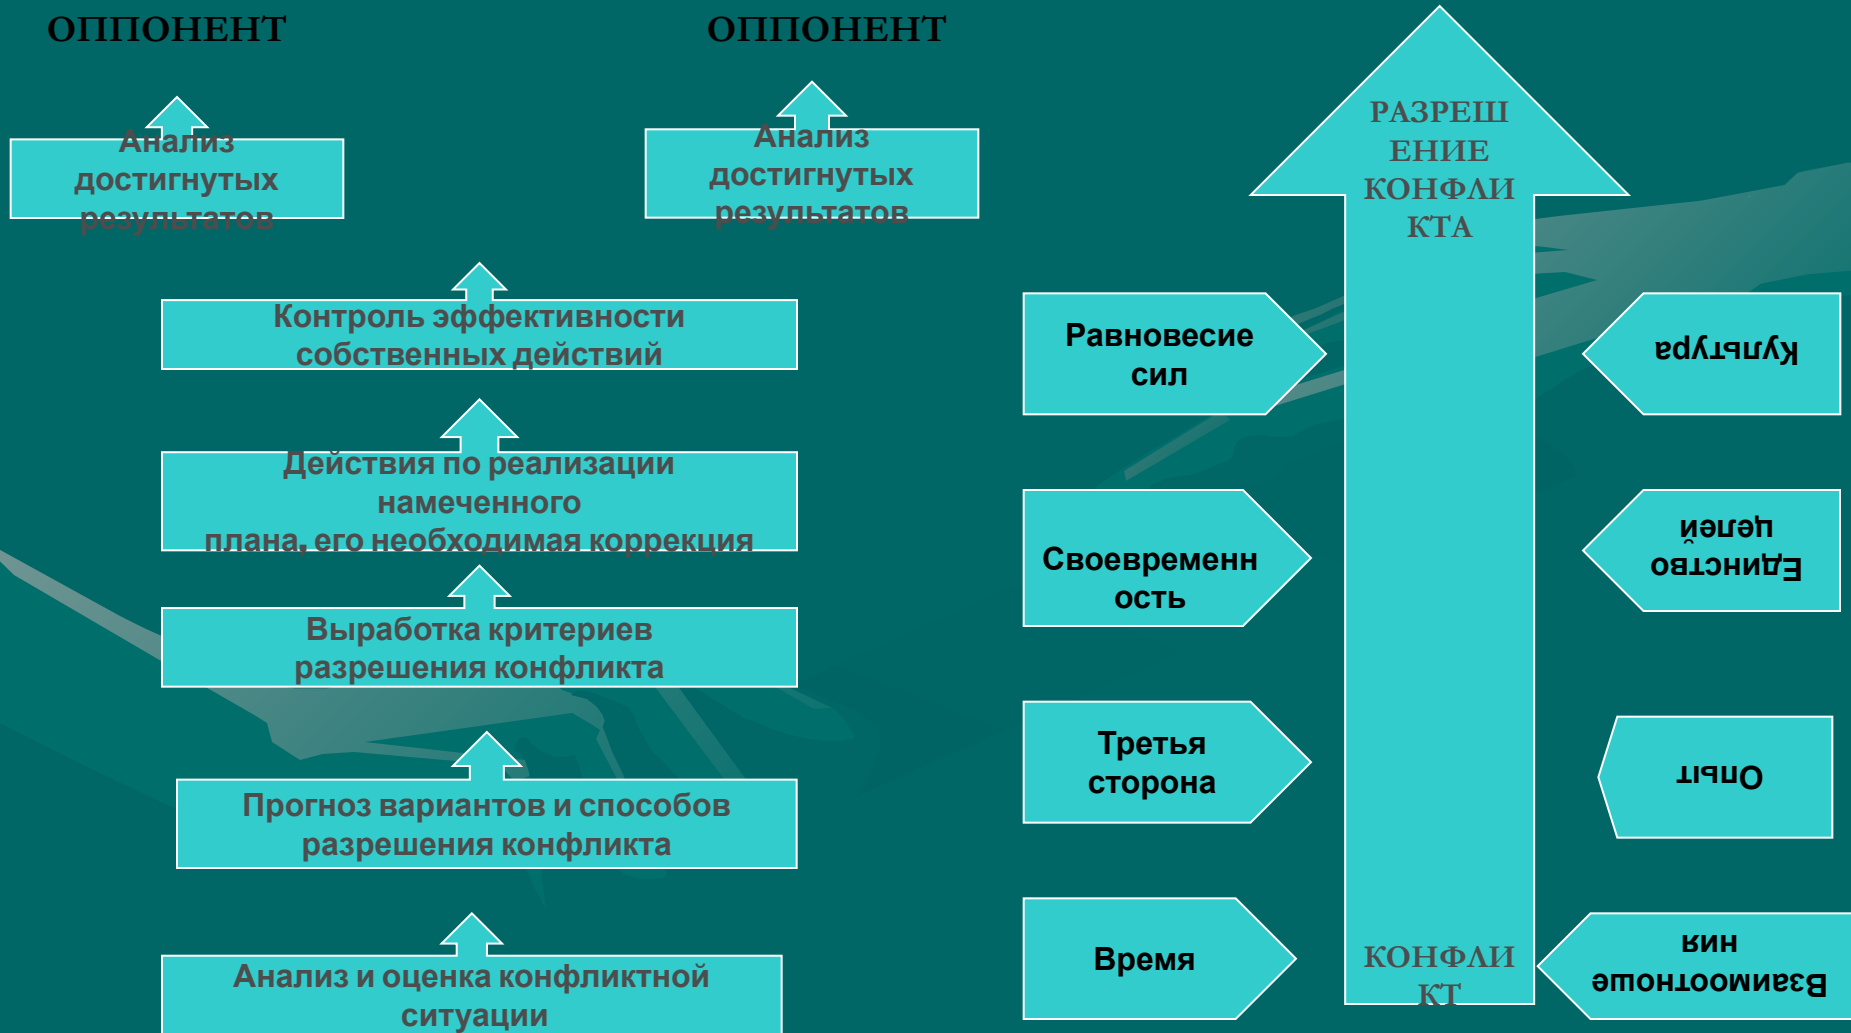 ОППОНЕНТ
ОППОНЕНТ
Анализ
достигнутых
результатов
Анализ
достигнутых
результатов
Контроль эффективности
собственных действий
Действия по реализации
намеченного
плана, его необходимая коррекция
Выработка критериев
разрешения конфликта
Прогноз вариантов и способов
разрешения конфликта
Анализ и оценка конфликтной
ситуации
РАЗРЕШ
ЕНИЕ
КОНФЛИ
КТА
КОНФЛИ
КТ
Равновесие
сил
Своевременн
ость
Третья
сторона
Время
Культура
Единство
целей
Опыт
Взаимоотноше
ния